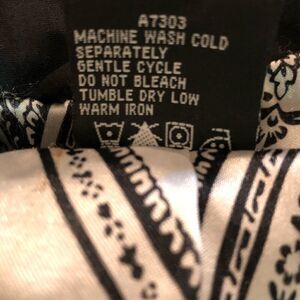 A7303
MACHINE WASH COLD
SEPARATELY
GENTLE CYCLE
DO NOT BLEACH
TUMBLE DRY LOW
WARM IRON